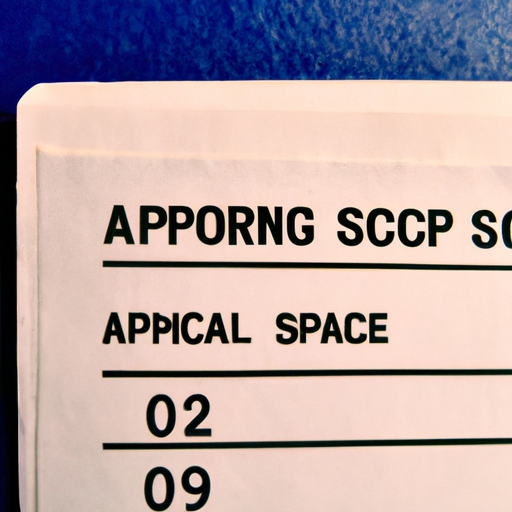 APPORNG SCCP SC
APPICAL SPACE
02
09